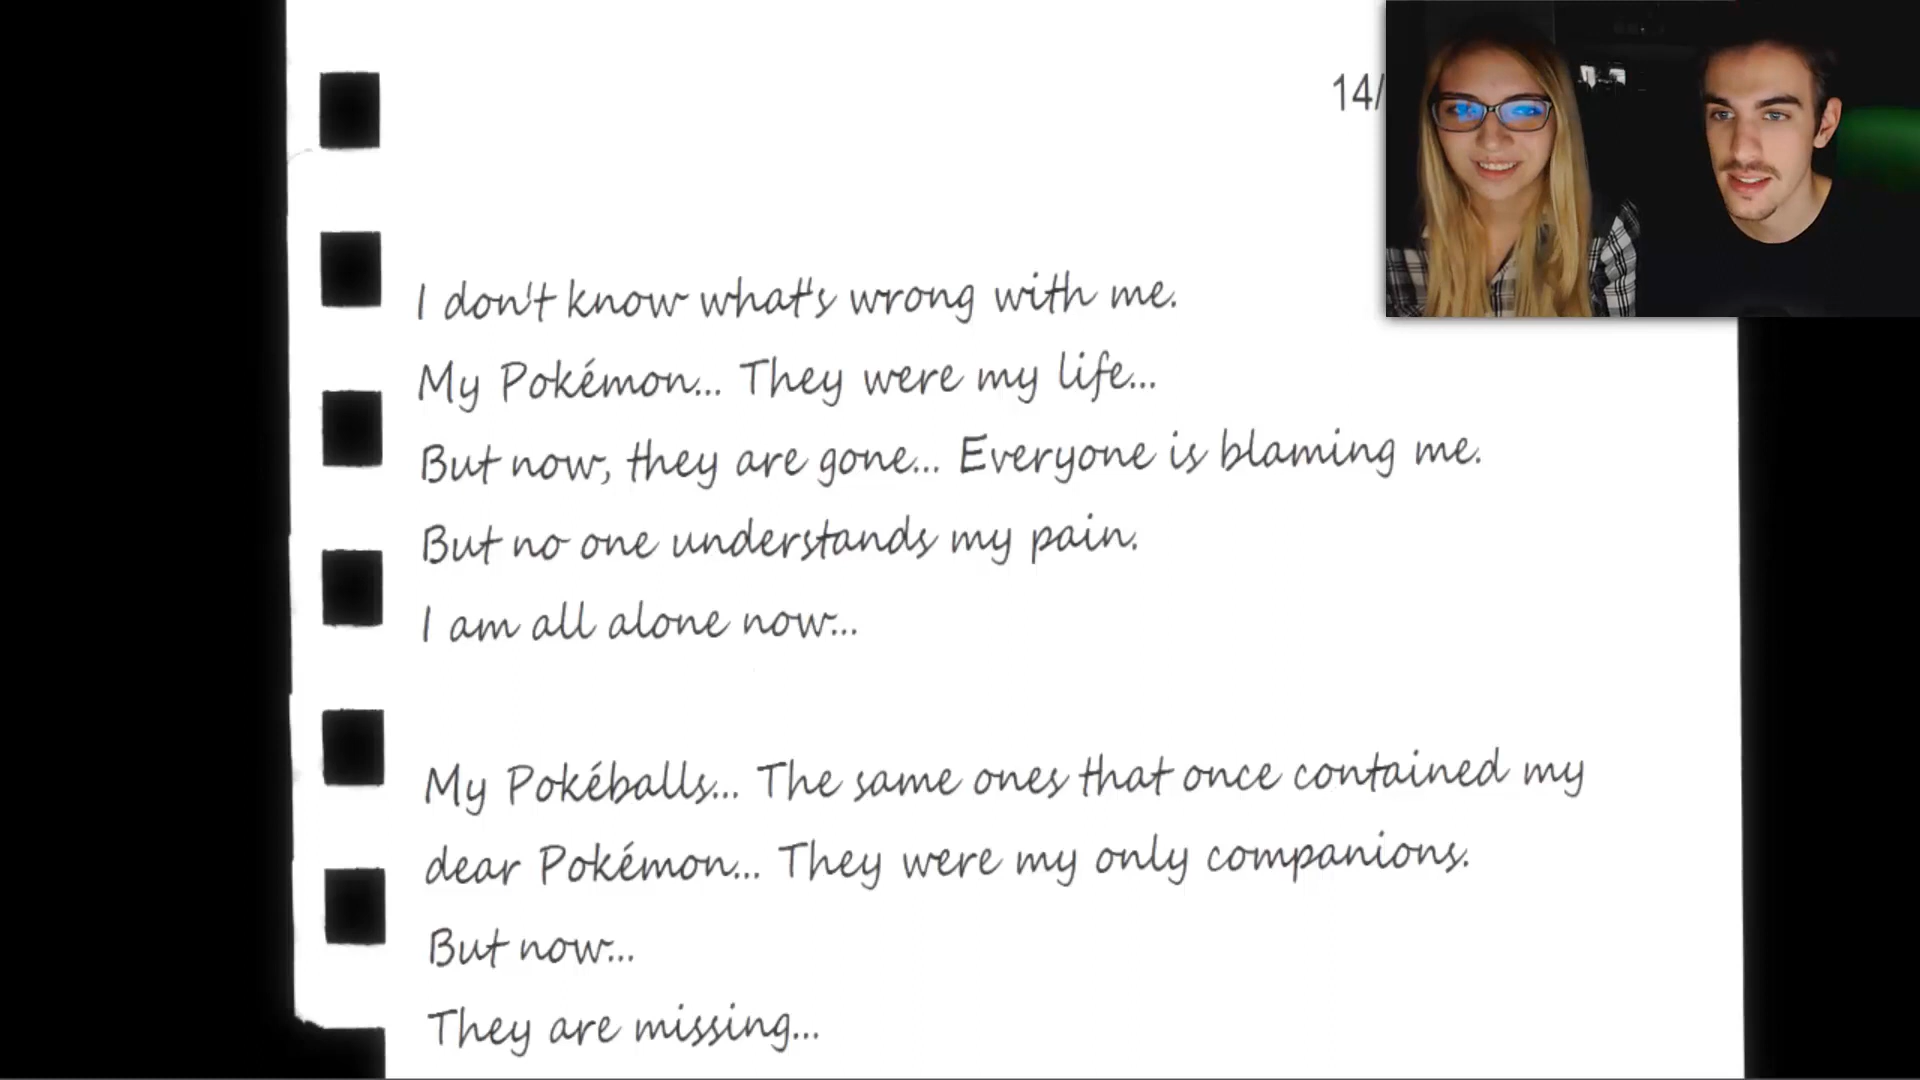 14/
I don't know what's wrong with me.
My Pokémon... They were my life...
But now, they are gone... Everyone is blaming me.
But no one understands my pain.
I am all alone now...
My Pokéballs... The same ones that once contained my
dear Pokémon... They were my only companions.
But now...
They are missing...